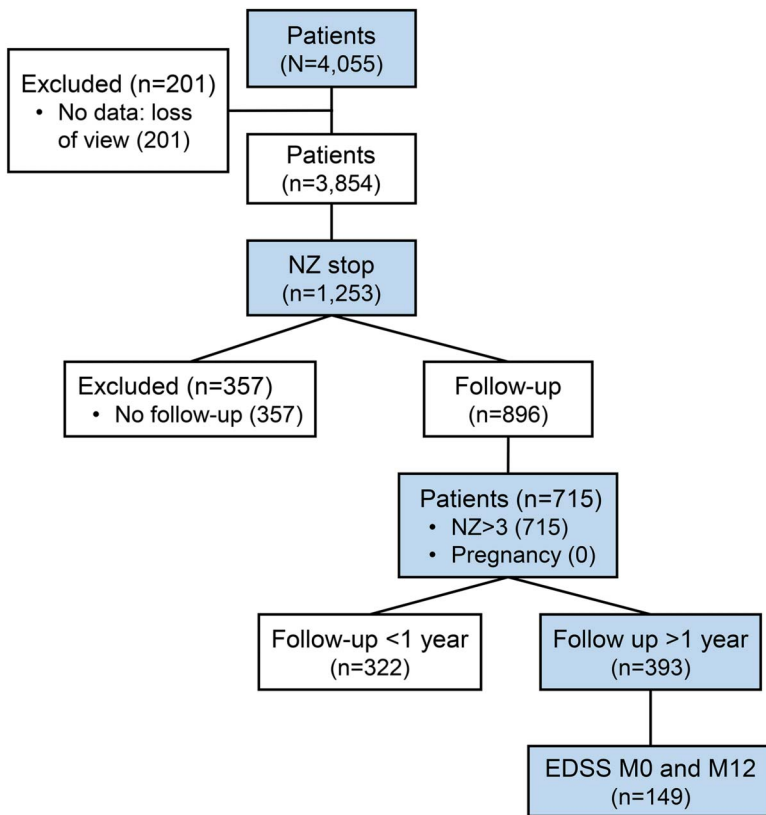 Patients
(N=4,055)
Excluded (n=201)
• No data: loss
of view (201)
Patients
(n=3,854)
NZ stop
(n=1,253)
Excluded (n=357)
• No follow-up (357)
Follow-up
(n=896)
Patients (n=715)
• NZ>3 (715)
• Pregnancy (0)
Follow-up <1 year
(n=322)
Follow up >1 year
(n=393)
EDSS M0 and M12
(n=149)